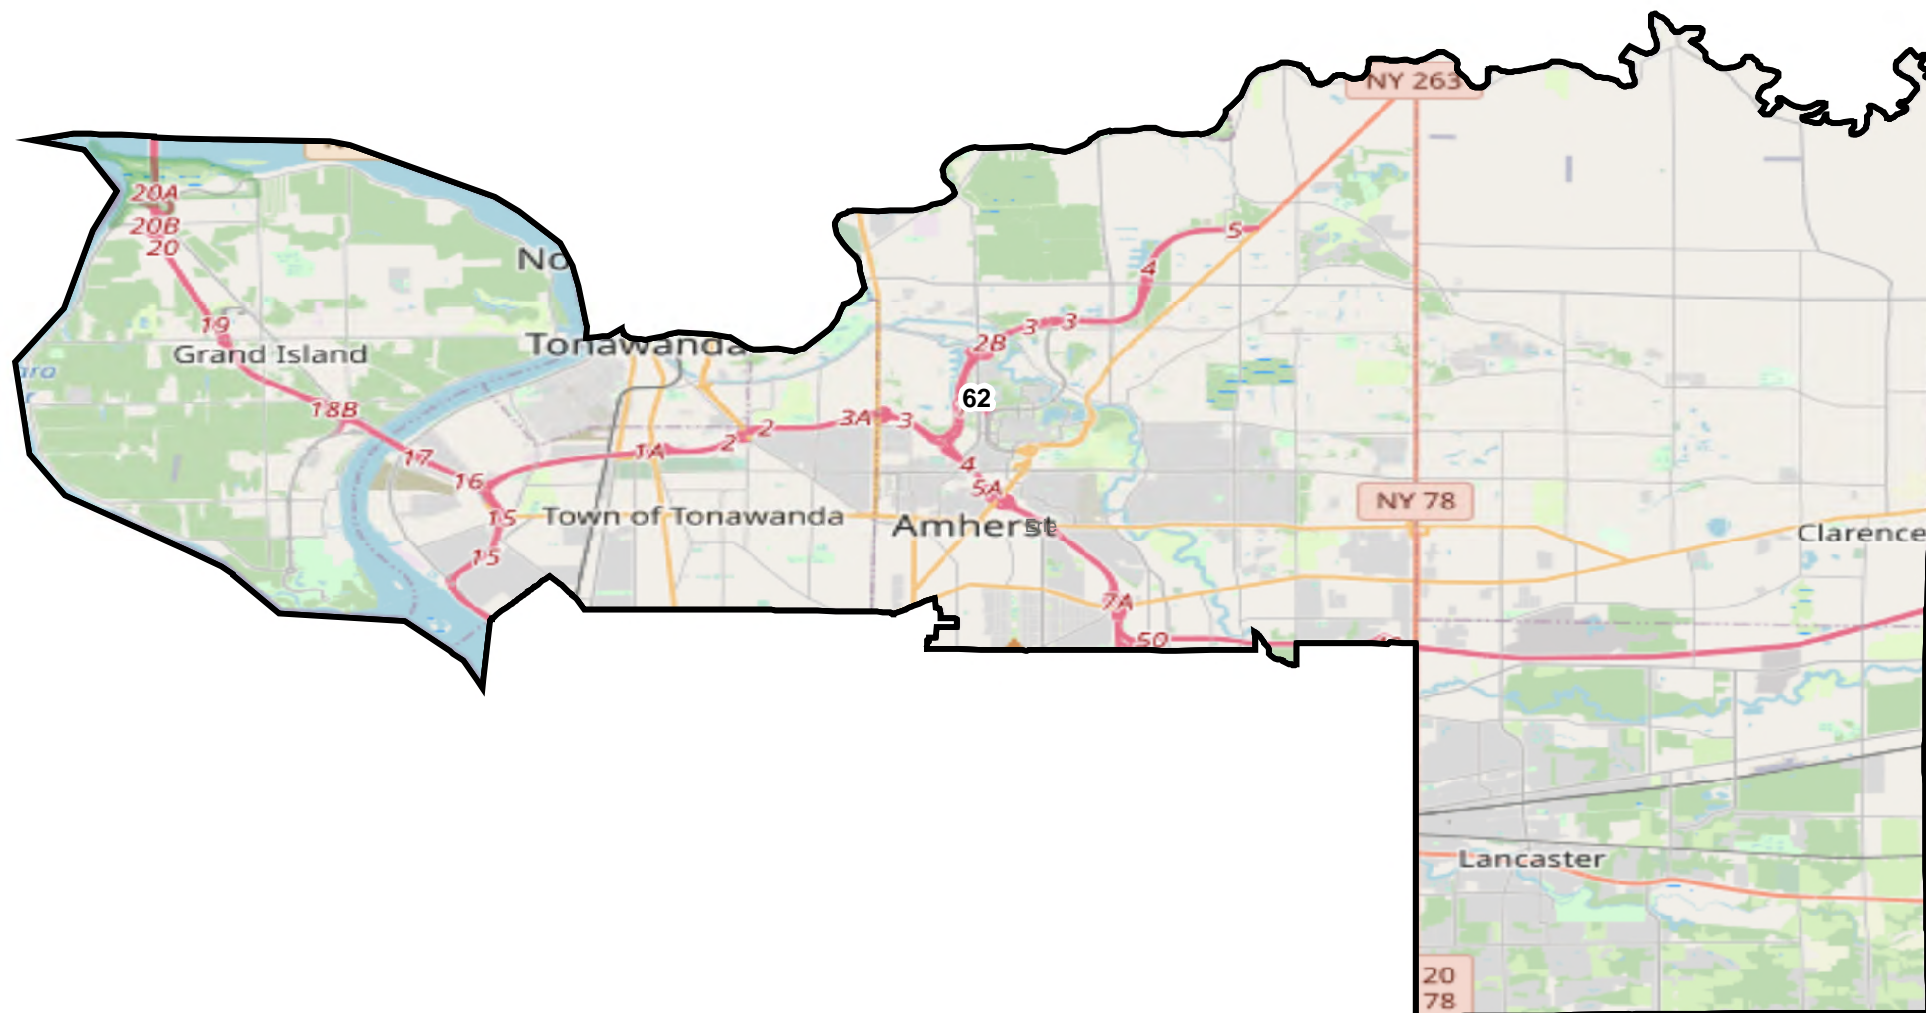 NY 263
20A
20B
20
5
No
4
19
3
3
Tonawanda
2B
Grand Island
ara
62
18B
3A
3
2
2
1A
17
4
16
5A
NY 78
15
Town of Tonawanda
Amherst
Erie
Clarence
15
7A
50
Lancaster
20
78